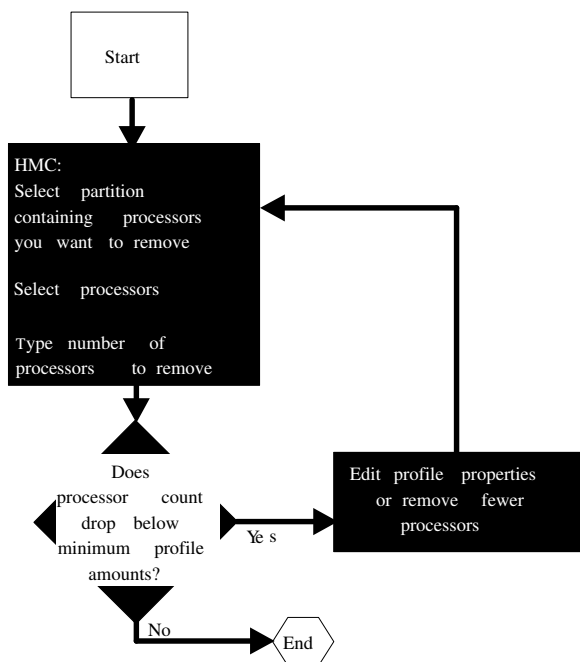 Start
HMC:
Select partition
containing processors
you want to remove
Select processors
Type number of
processors to remove
Does
processor count
drop below
minimum profile
amounts?
Yes
Edit profile properties
or remove fewer
processors
No
End